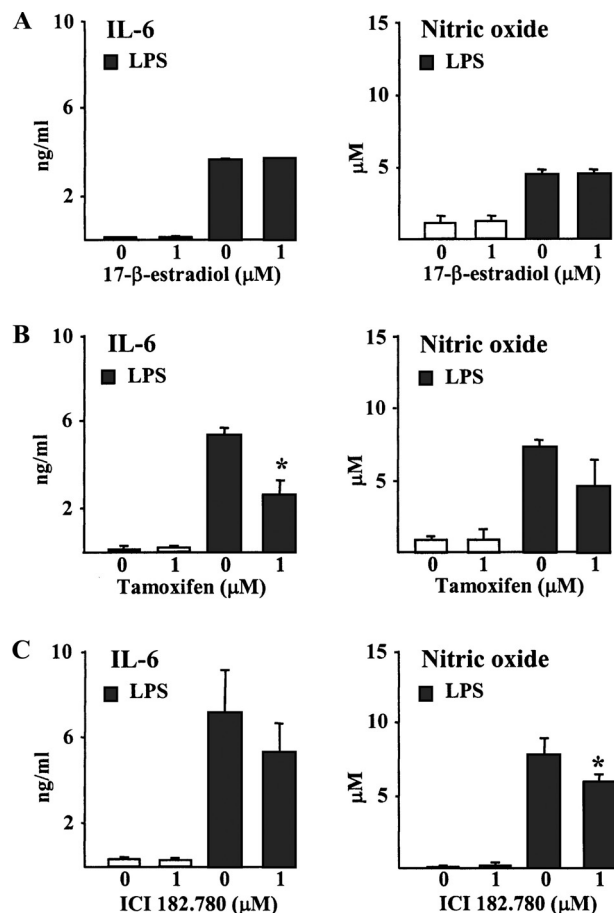 A
IL-6
LPS
ng/ml
10
6
2
0 1 0 1
17-β-estradiol (μM)
Nitric oxide
LPS
μM
15
10
5
0 1 0 1
17-β-estradiol (μM)
B
IL-6
LPS
ng/ml
10
6
2
*
0 1 0 1
Tamoxifen (μM)
Nitric oxide
LPS
μM
15
10
5
0 1 0 1
Tamoxifen (μM)
C
IL-6
LPS
ng/ml
10
6
2
0 1 0 1
ICI 182.780 (μM)
Nitric oxide
LPS
μM
15
10
5
*
0 1 0 1
ICI 182.780 (μM)